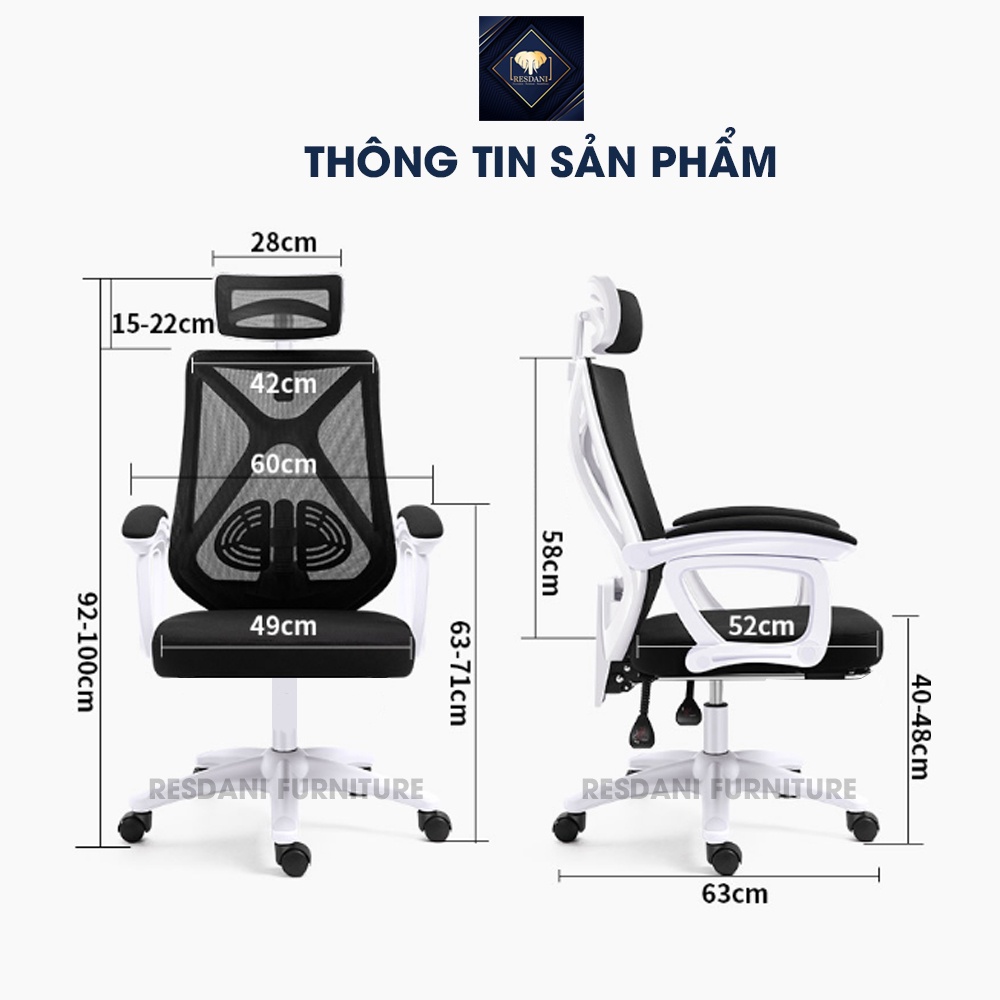 RESDANI
THÔNG TIN SẢN PHẨM
28cm
15-22cm
42cm
60cm
49cm
92-100cm
63-71cm
RESDANI FURNITURE
58cm
52cm
40-48cm
RESDANI FURNITURE
63cm